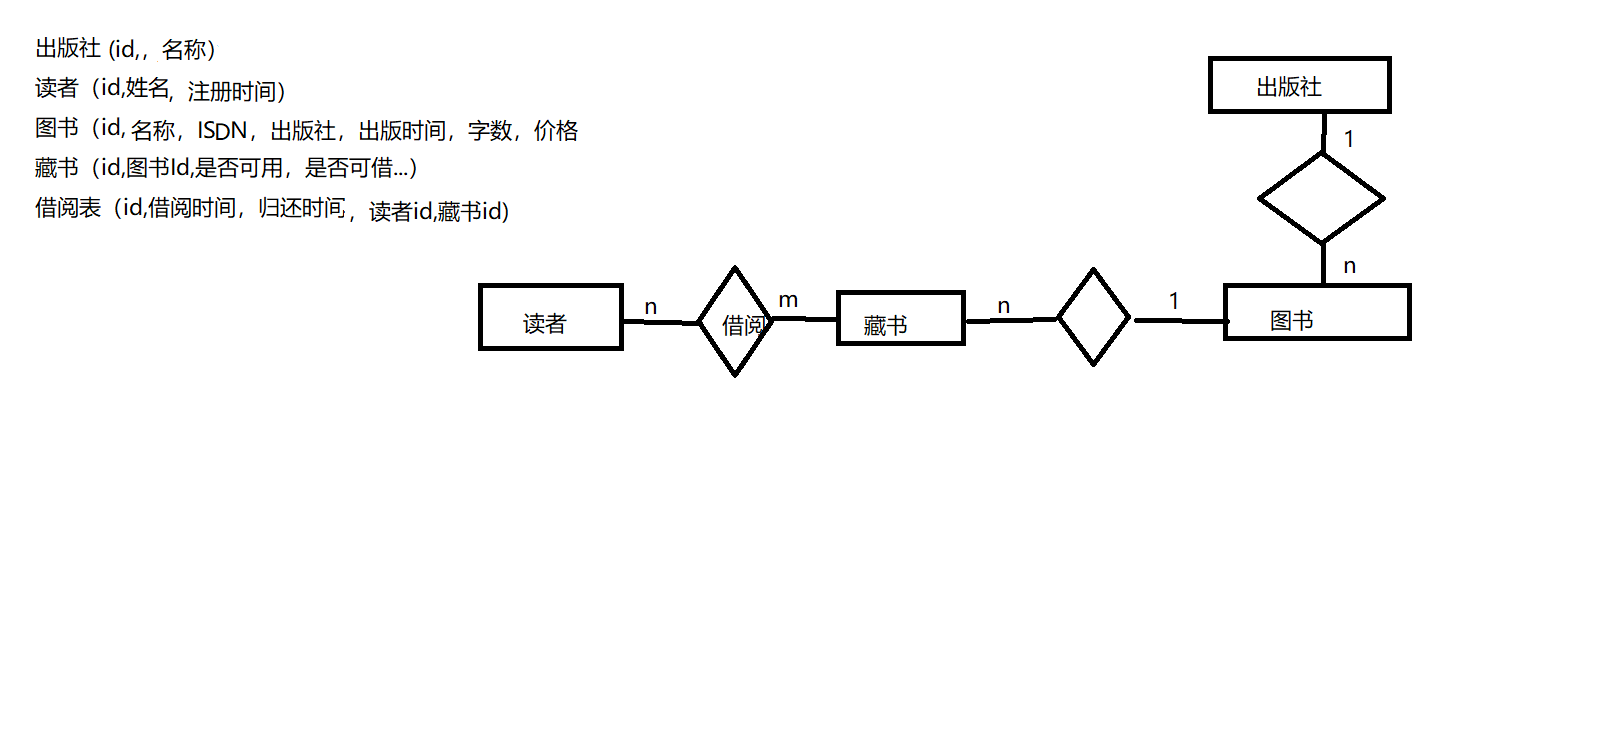 出版社 (id,，名称）
读者（id,姓名，注册时间）
图书（id, 名称，ISDN，出版社，出版时间，字数，价格
藏书（id,图书Id,是否可用，是否可借...）
借阅表（id,借阅时间，归还时间，读者id,藏书id)
出版社
1
n
读者
n
借阅
m
藏书
n
1
图书